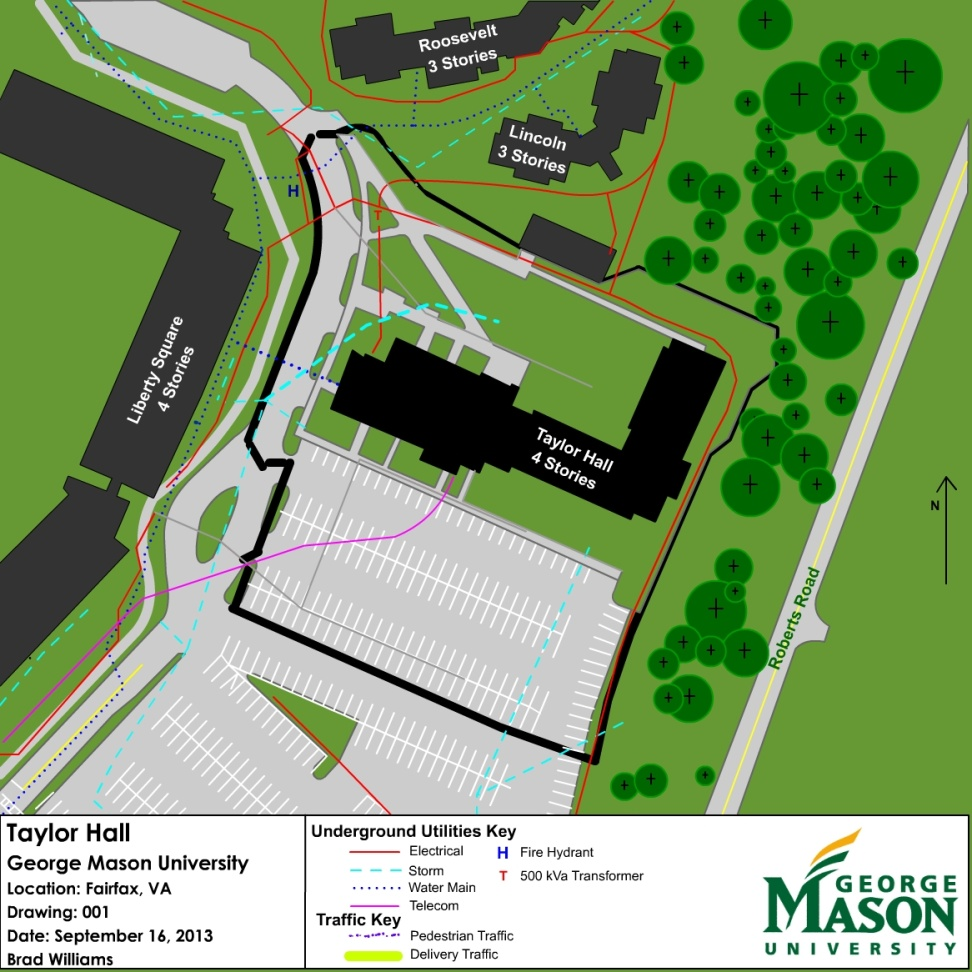 Roosevelt
3 Stories
Lincoln
3 Stories
H
T
Liberty Square
4 Stories
Taylor Hall
4 Stories
N
Roberts Road
Taylor Hall
George Mason University
Location: Fairfax, VA
Drawing: 001
Date: September 16, 2013
Brad Williams
Underground Utilities Key
Electrical
Storm
Water Main
Telecom
H Fire Hydrant
T 500 kVa Transformer
Traffic Key
Pedestrian Traffic
Delivery Traffic
GEORGE
MASON
UNIVERSITY